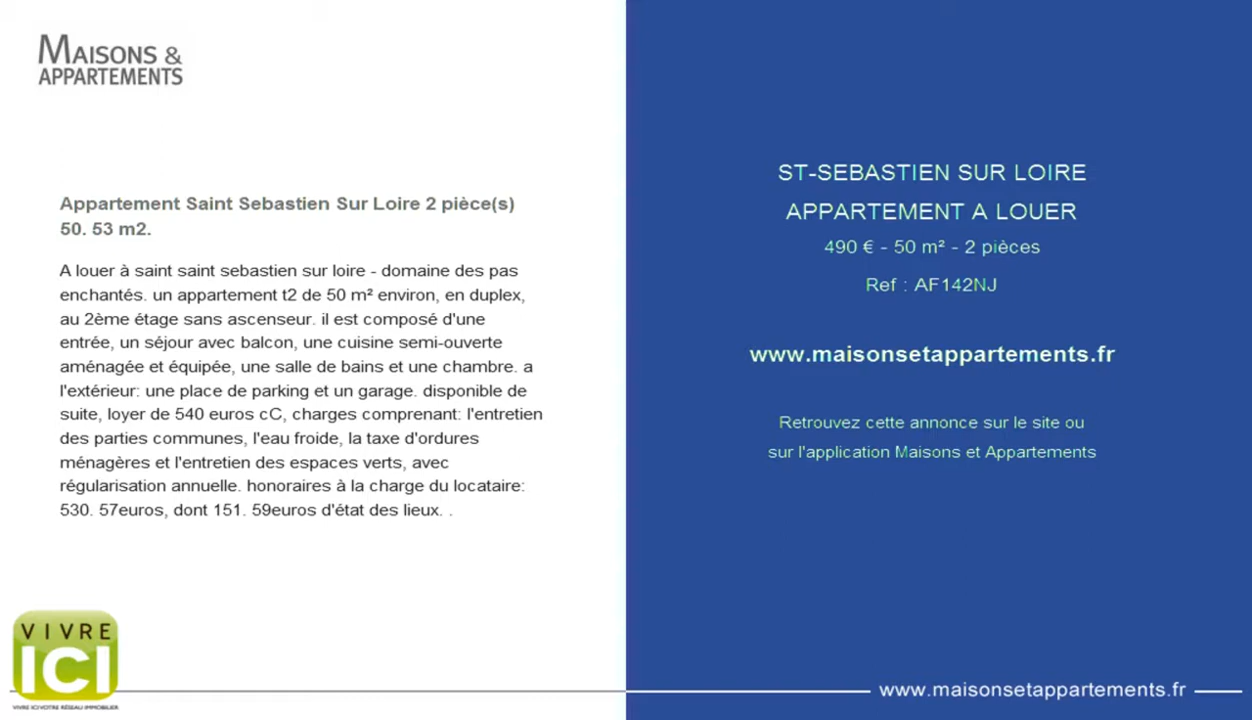 MAISONS &
APPARTEMENTS
Appartement Saint Sebastien Sur Loire 2 pièce(s)
50. 53 m2.
A louer à saint saint sebastien sur loire - domaine des pas
enchantés. un appartement t2 de 50 m² environ, en duplex,
au 2ème étage sans ascenseur. il est composé d'une
entrée, un séjour avec balcon, une cuisine semi-ouverte
aménagée et équipée, une salle de bains et une chambre. a
l'extérieur: une place de parking et un garage. disponible de
suite, loyer de 540 euros cC, charges comprenant: l'entretien
des parties communes, l'eau froide, la taxe d'ordures
ménagères et l'entretien des espaces verts, avec
régularisation annuelle. honoraires à la charge du locataire:
530. 57euros, dont 151. 59euros d'état des lieux. .
VIVRE
ICI
VIVRE ICI VOTRE RÉSEAU IMMOBILIER
ST-SEBASTIEN SUR LOIRE
APPARTEMENT A LOUER
490 € - 50 m² - 2 pièces
Ref : AF142NJ
www.maisonsetappartements.fr
Retrouvez cette annonce sur le site ou
sur l'application Maisons et Appartements
www.maisonsetappartements.fr